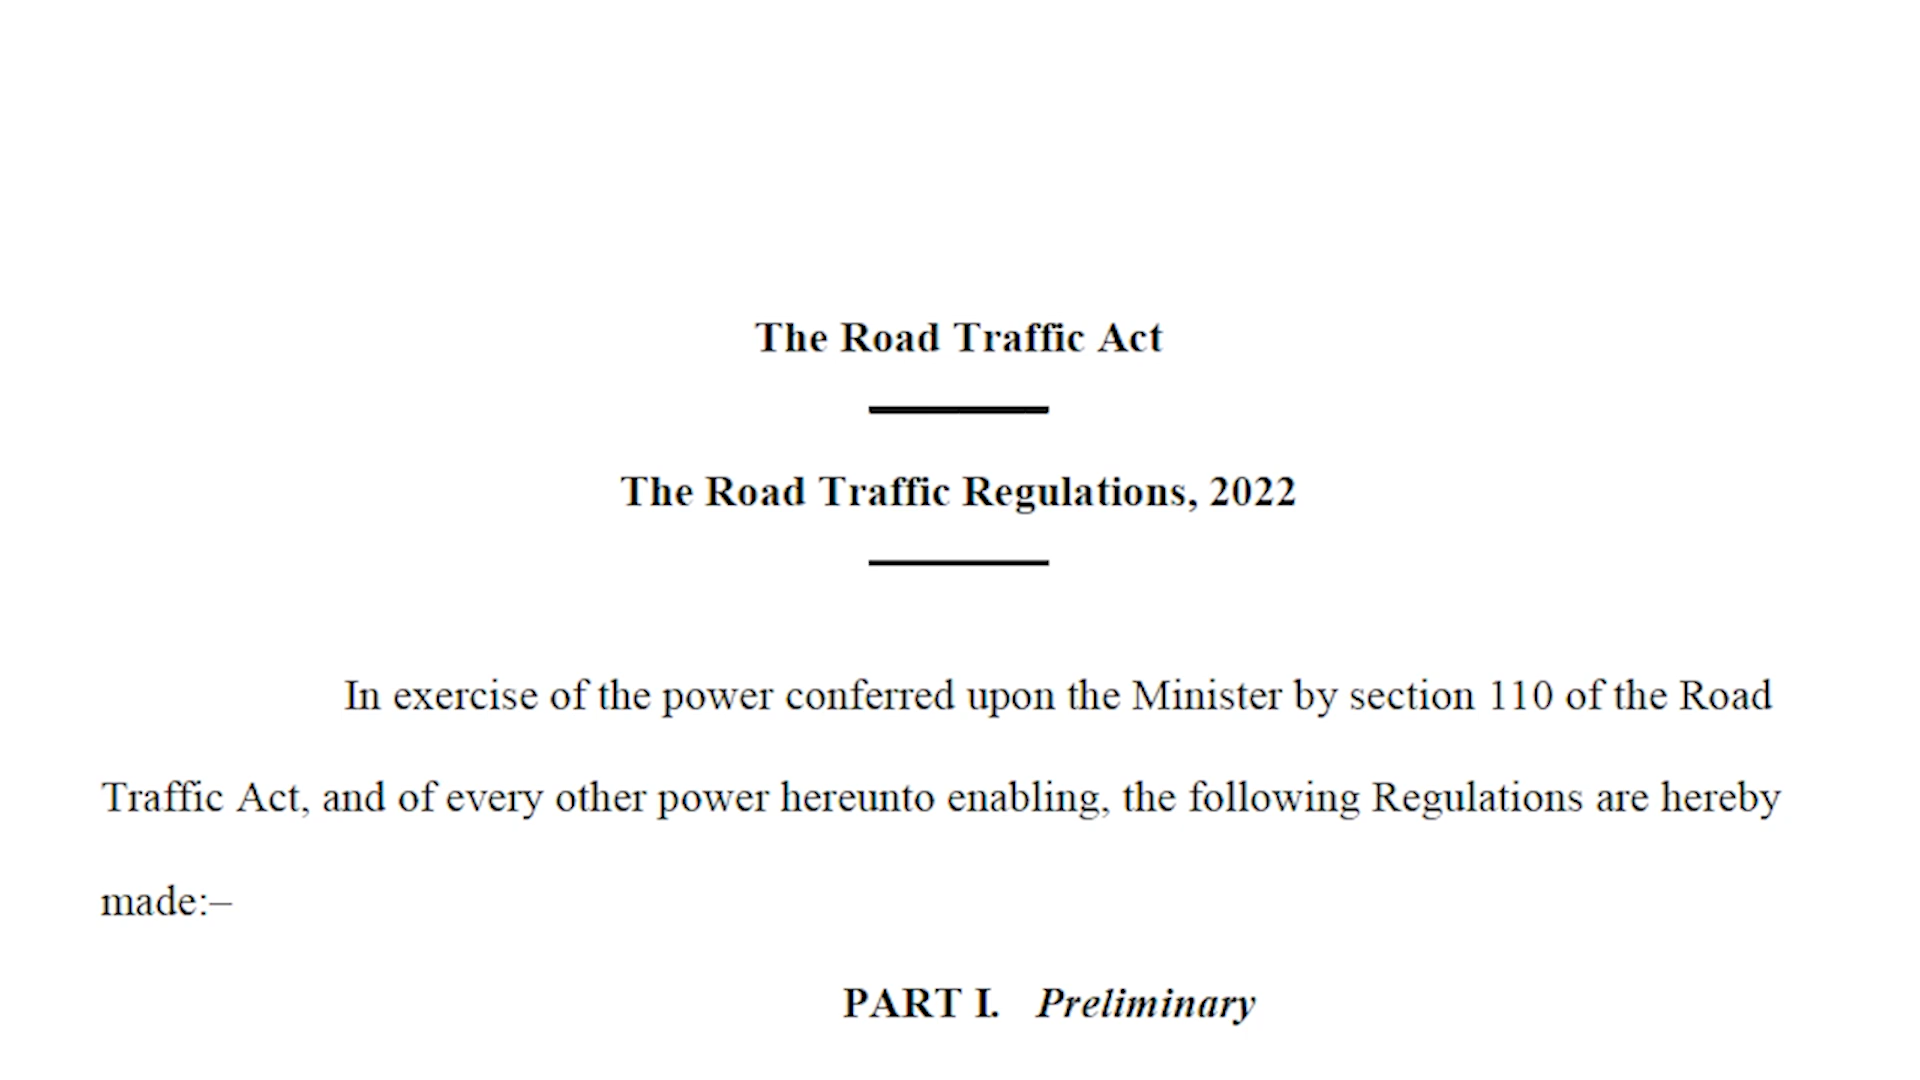 The Road Traffic Act
The Road Traffic Regulations, 2022
In exercise of the power conferred upon the Minister by section 110 of the Road
Traffic Act, and of every other power hereunto enabling, the following Regulations are hereby
made:–
PART I. Preliminary